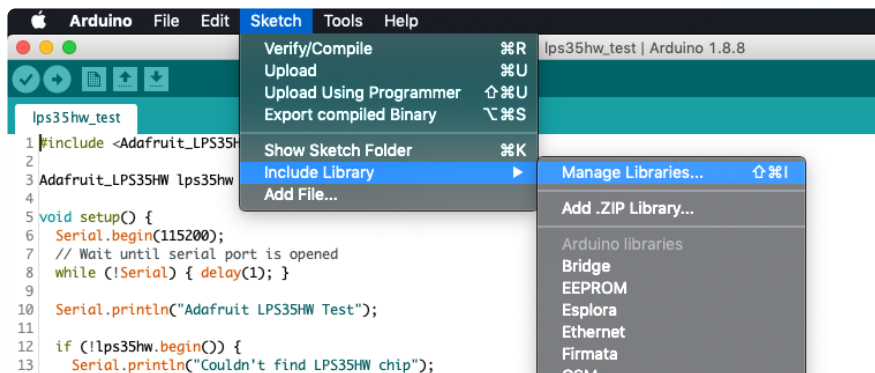 Arduino File Edit Sketch Tools Help
lps35hw_test | Arduino 1.8.8
Verify/Compile ⌘R
Upload ⌘U
Upload Using Programmer ⇧⌘U
Export compiled Binary ⌥⌘S
Show Sketch Folder ⌘K
Include Library ▶
Add File...
Manage Libraries... ⇧⌘I
Add .ZIP Library...
Arduino libraries
Bridge
EEPROM
Esplora
Ethernet
Firmata
lps35hw_test
1 #include <Adafruit_LPS35H
2
3 Adafruit_LPS35HW lps35hw
4
5 void setup() {
6 Serial.begin(115200);
7 // Wait until serial port is opened
8 while (!Serial) { delay(1); }
9
10 Serial.println("Adafruit LPS35HW Test");
11
12 if (!lps35hw.begin()) {
13 Serial.println("Couldn't find LPS35HW chip");